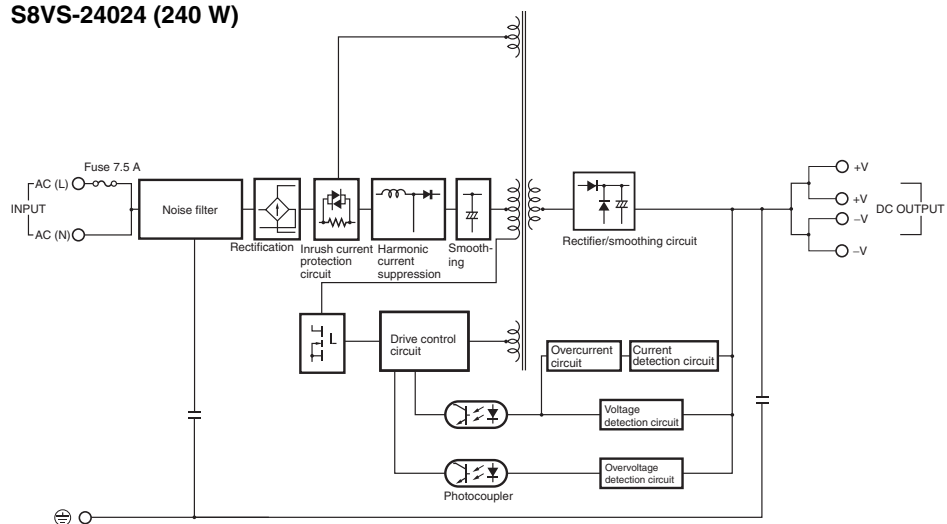 S8VS-24024 (240 W)
Fuse 7.5 A
AC (L)
INPUT
AC (N)
Noise filter
Rectification
Inrush current
protection
circuit
Harmonic
current
suppression
Smooth-
ing
Rectifier/smoothing circuit
+V
+V
−V
−V
DC OUTPUT
Drive control
circuit
Overcurrent
circuit
Current
detection circuit
Voltage
detection circuit
Overvoltage
detection circuit
Photocoupler